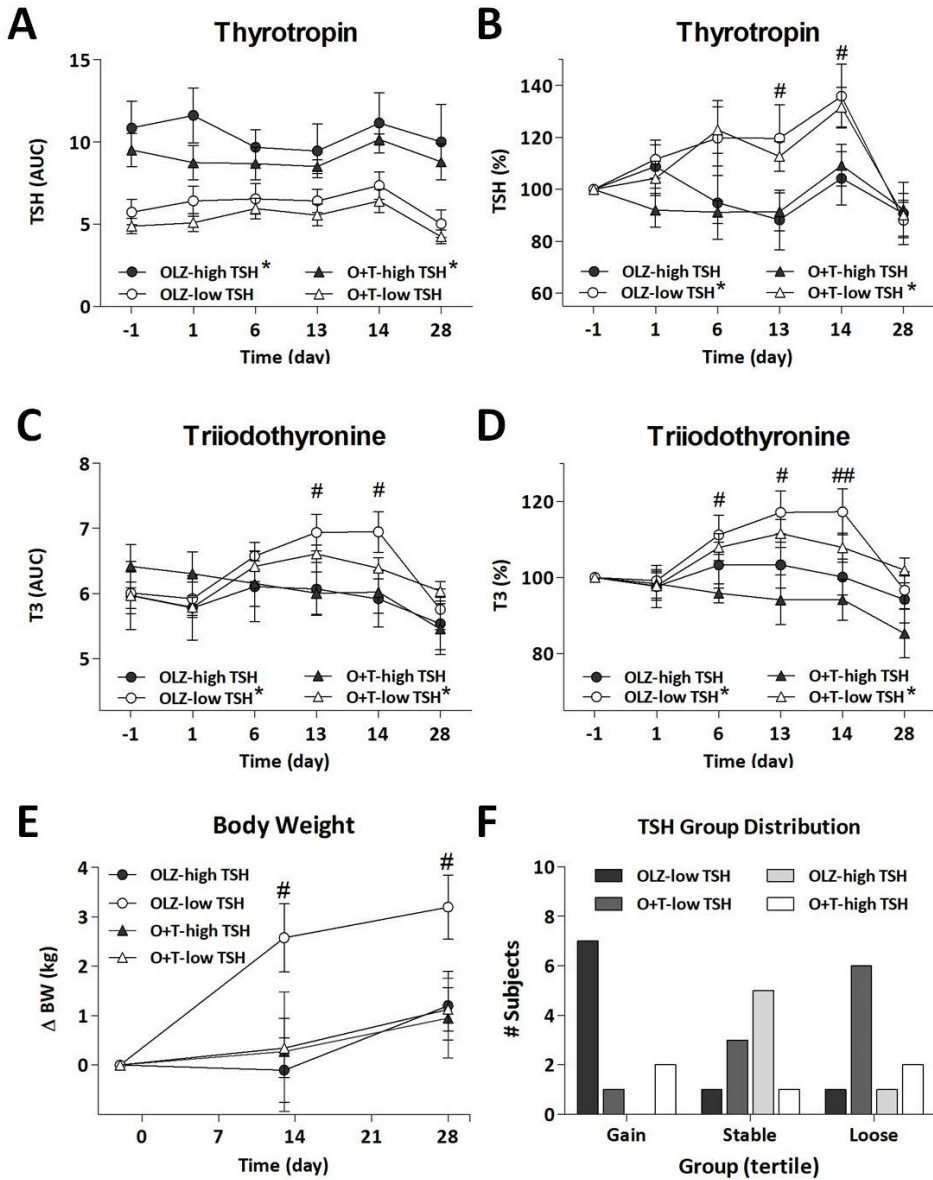 A
Thyrotropin
TSH (AUC)
15
10
5
0
OLZ-high TSH*
O+T-high TSH*
OLZ-low TSH
O+T-low TSH
-1 1 6 13 14 28
Time (day)
B
Thyrotropin
TSH (%)
140
120
100
80
60
# #
OLZ-high TSH
O+T-high TSH
OLZ-low TSH*
O+T-low TSH*
-1 1 6 13 14 28
Time (day)
C
Triiodothyronine
T3 (AUC)
8
7
6
5
# #
OLZ-high TSH
O+T-high TSH
OLZ-low TSH*
O+T-low TSH*
-1 1 6 13 14 28
Time (day)
D
Triiodothyronine
T3 (%)
120
100
80
# # ##
OLZ-high TSH
O+T-high TSH
OLZ-low TSH*
O+T-low TSH*
-1 1 6 13 14 28
Time (day)
E
Body Weight
Δ BW (kg)
4
3
2
1
0
OLZ-high TSH
OLZ-low TSH
O+T-high TSH
O+T-low TSH
# #
0 7 14 21 28
Time (day)
F
TSH Group Distribution
# Subjects
10
8
6
4
2
0
OLZ-low TSH
OLZ-high TSH
O+T-low TSH
O+T-high TSH
Gain Stable Loose
Group (tertile)